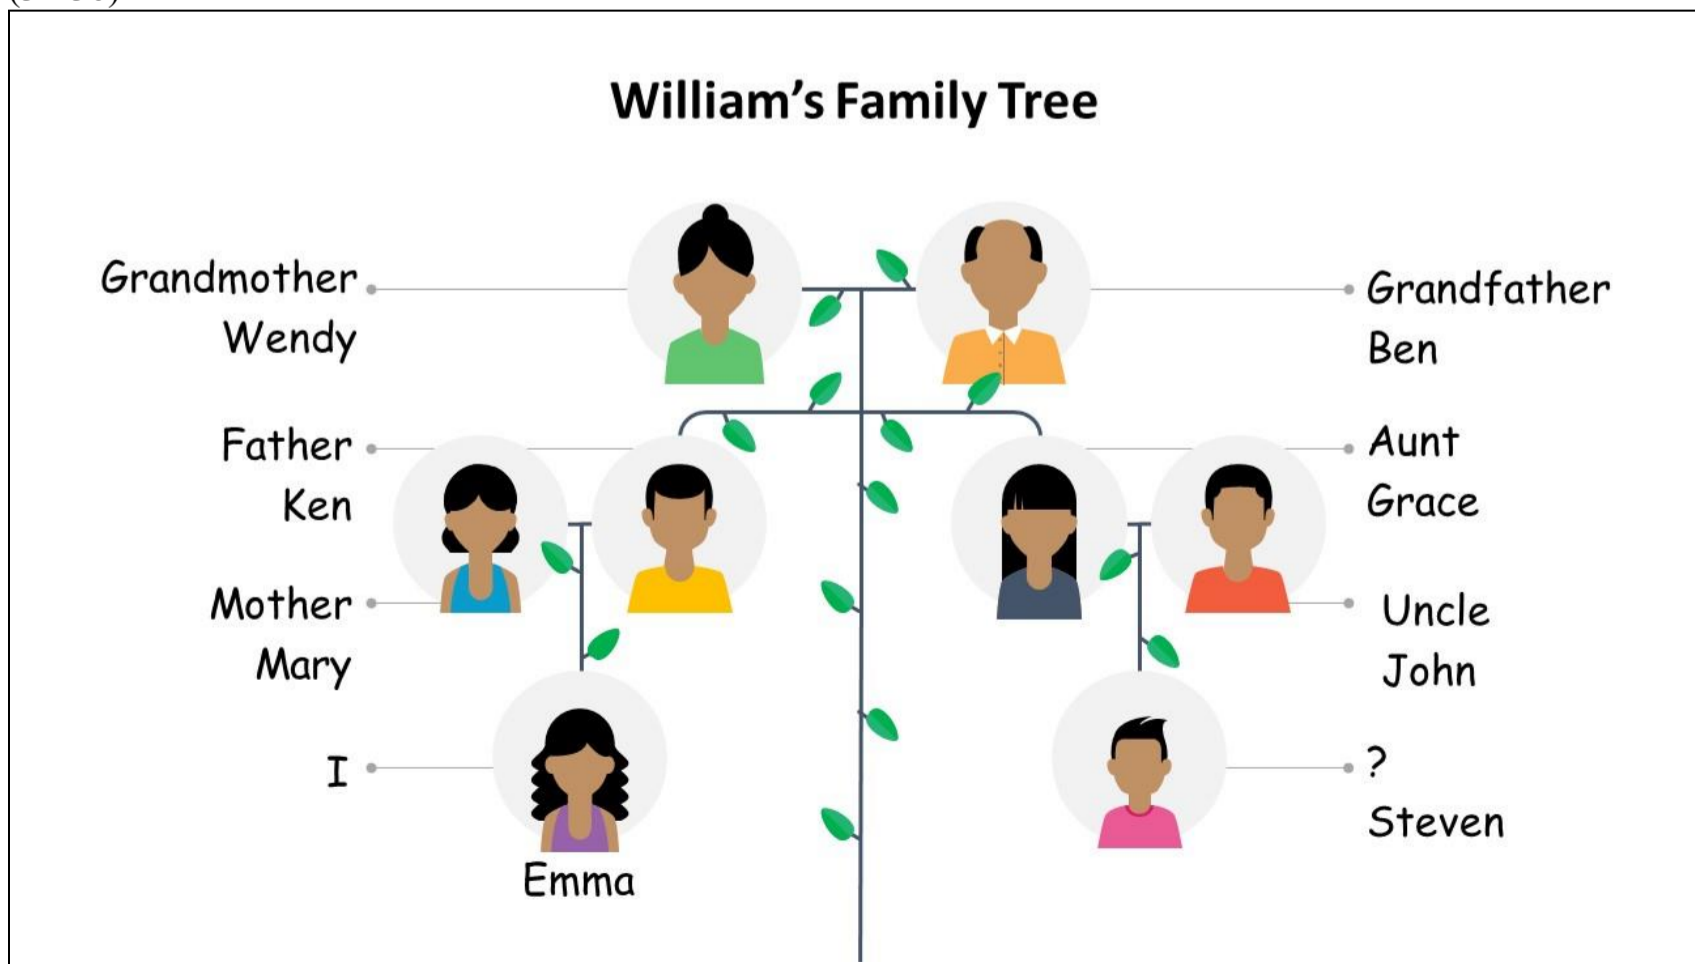 William's Family Tree
Grandmother
Wendy
Grandfather
Ben
Father
Ken
Aunt
Grace
Mother
Mary
Uncle
John
I
?
Steven
Emma